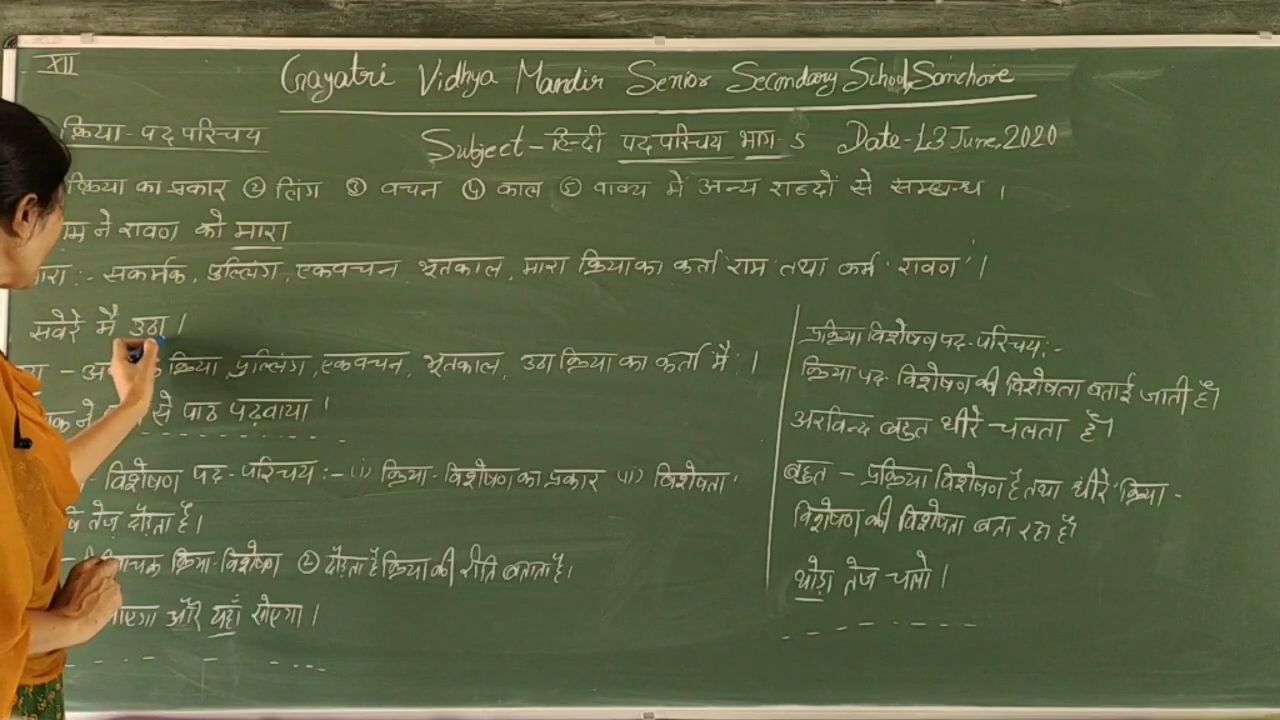 XII
Gayatri Vidhya Mandir Senior Secondary School, Sanchore
क्रिया - पद परिचय
Subject - हिन्दी पद परिचय भाग - 5 Date - 13 June, 2020
क्रिया का प्रकार ② लिंग ③ वचन ④ काल ⑤ वाक्य में अन्य शब्दों से सम्बन्ध ।
ने रावण को मारा
:- सकर्मक, पुल्लिंग, एकवचन भूतकाल, मारा क्रिया का कर्ता 'राम' तथा कर्म 'रावण' ।
सवेरे मैं उठा ।
- क्रिया, पुल्लिंग, एकवचन, भूतकाल, उठा क्रिया का कर्ता मैं ।
ने से पाठ पढ़वाया ।
- विशेषण पद - परिचय :- (i) क्रिया - विशेषण का प्रकार (ii) विशेषता
तेज़ दौड़ता है ।
क्रिया - विशेषण ② दौड़ता है क्रिया की रीति बताता है ।
और यहाँ सोएगा ।
प्रक्रिया विशेषण पद - परिचय :-
क्रिया विशेषण की विशेषता बताई जाती है ।
अरविन्द बहुत धीरे चलता है ।
बहुत - प्रक्रिया विशेषण है तथा धीरे क्रिया -
विशेषण की विशेषता बता रहा है ।
थोड़ा तेज चलो ।